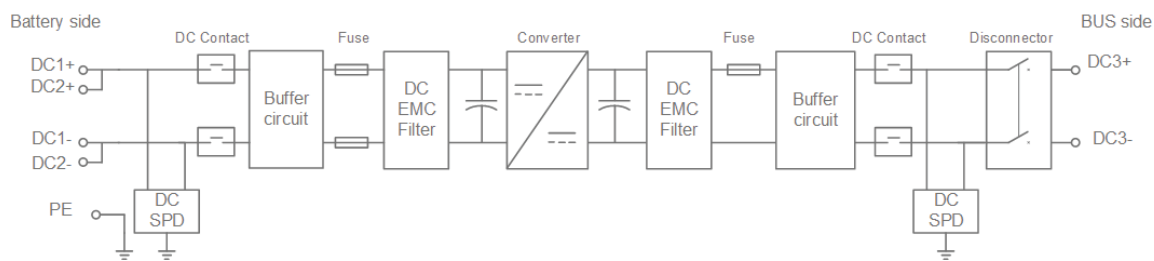 Battery side
BUS side
DC Contact
Fuse
Converter
Fuse
DC Contact
Disconnector
DC1+
DC2+
DC1-
DC2-
PE
DC
SPD
Buffer
circuit
DC
EMC
Filter
DC
EMC
Filter
Buffer
circuit
DC
SPD
DC3+
DC3-